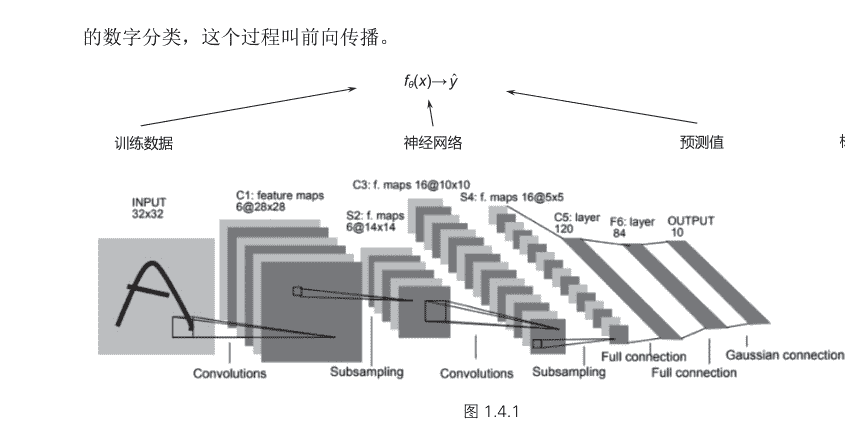 的数字分类，这个过程叫前向传播。
fθ(x)→ŷ
训练数据
神经网络
预测值
INPUT
32x32
C1: feature maps
6@28x28
C3: f. maps 16@10x10
S2: f. maps
6@14x14
S4: f. maps 16@5x5
C5: layer
120
F6: layer
84
OUTPUT
10
Convolutions
Subsampling
Convolutions
Subsampling
Full connection
Full connection
Gaussian connection
图 1.4.1